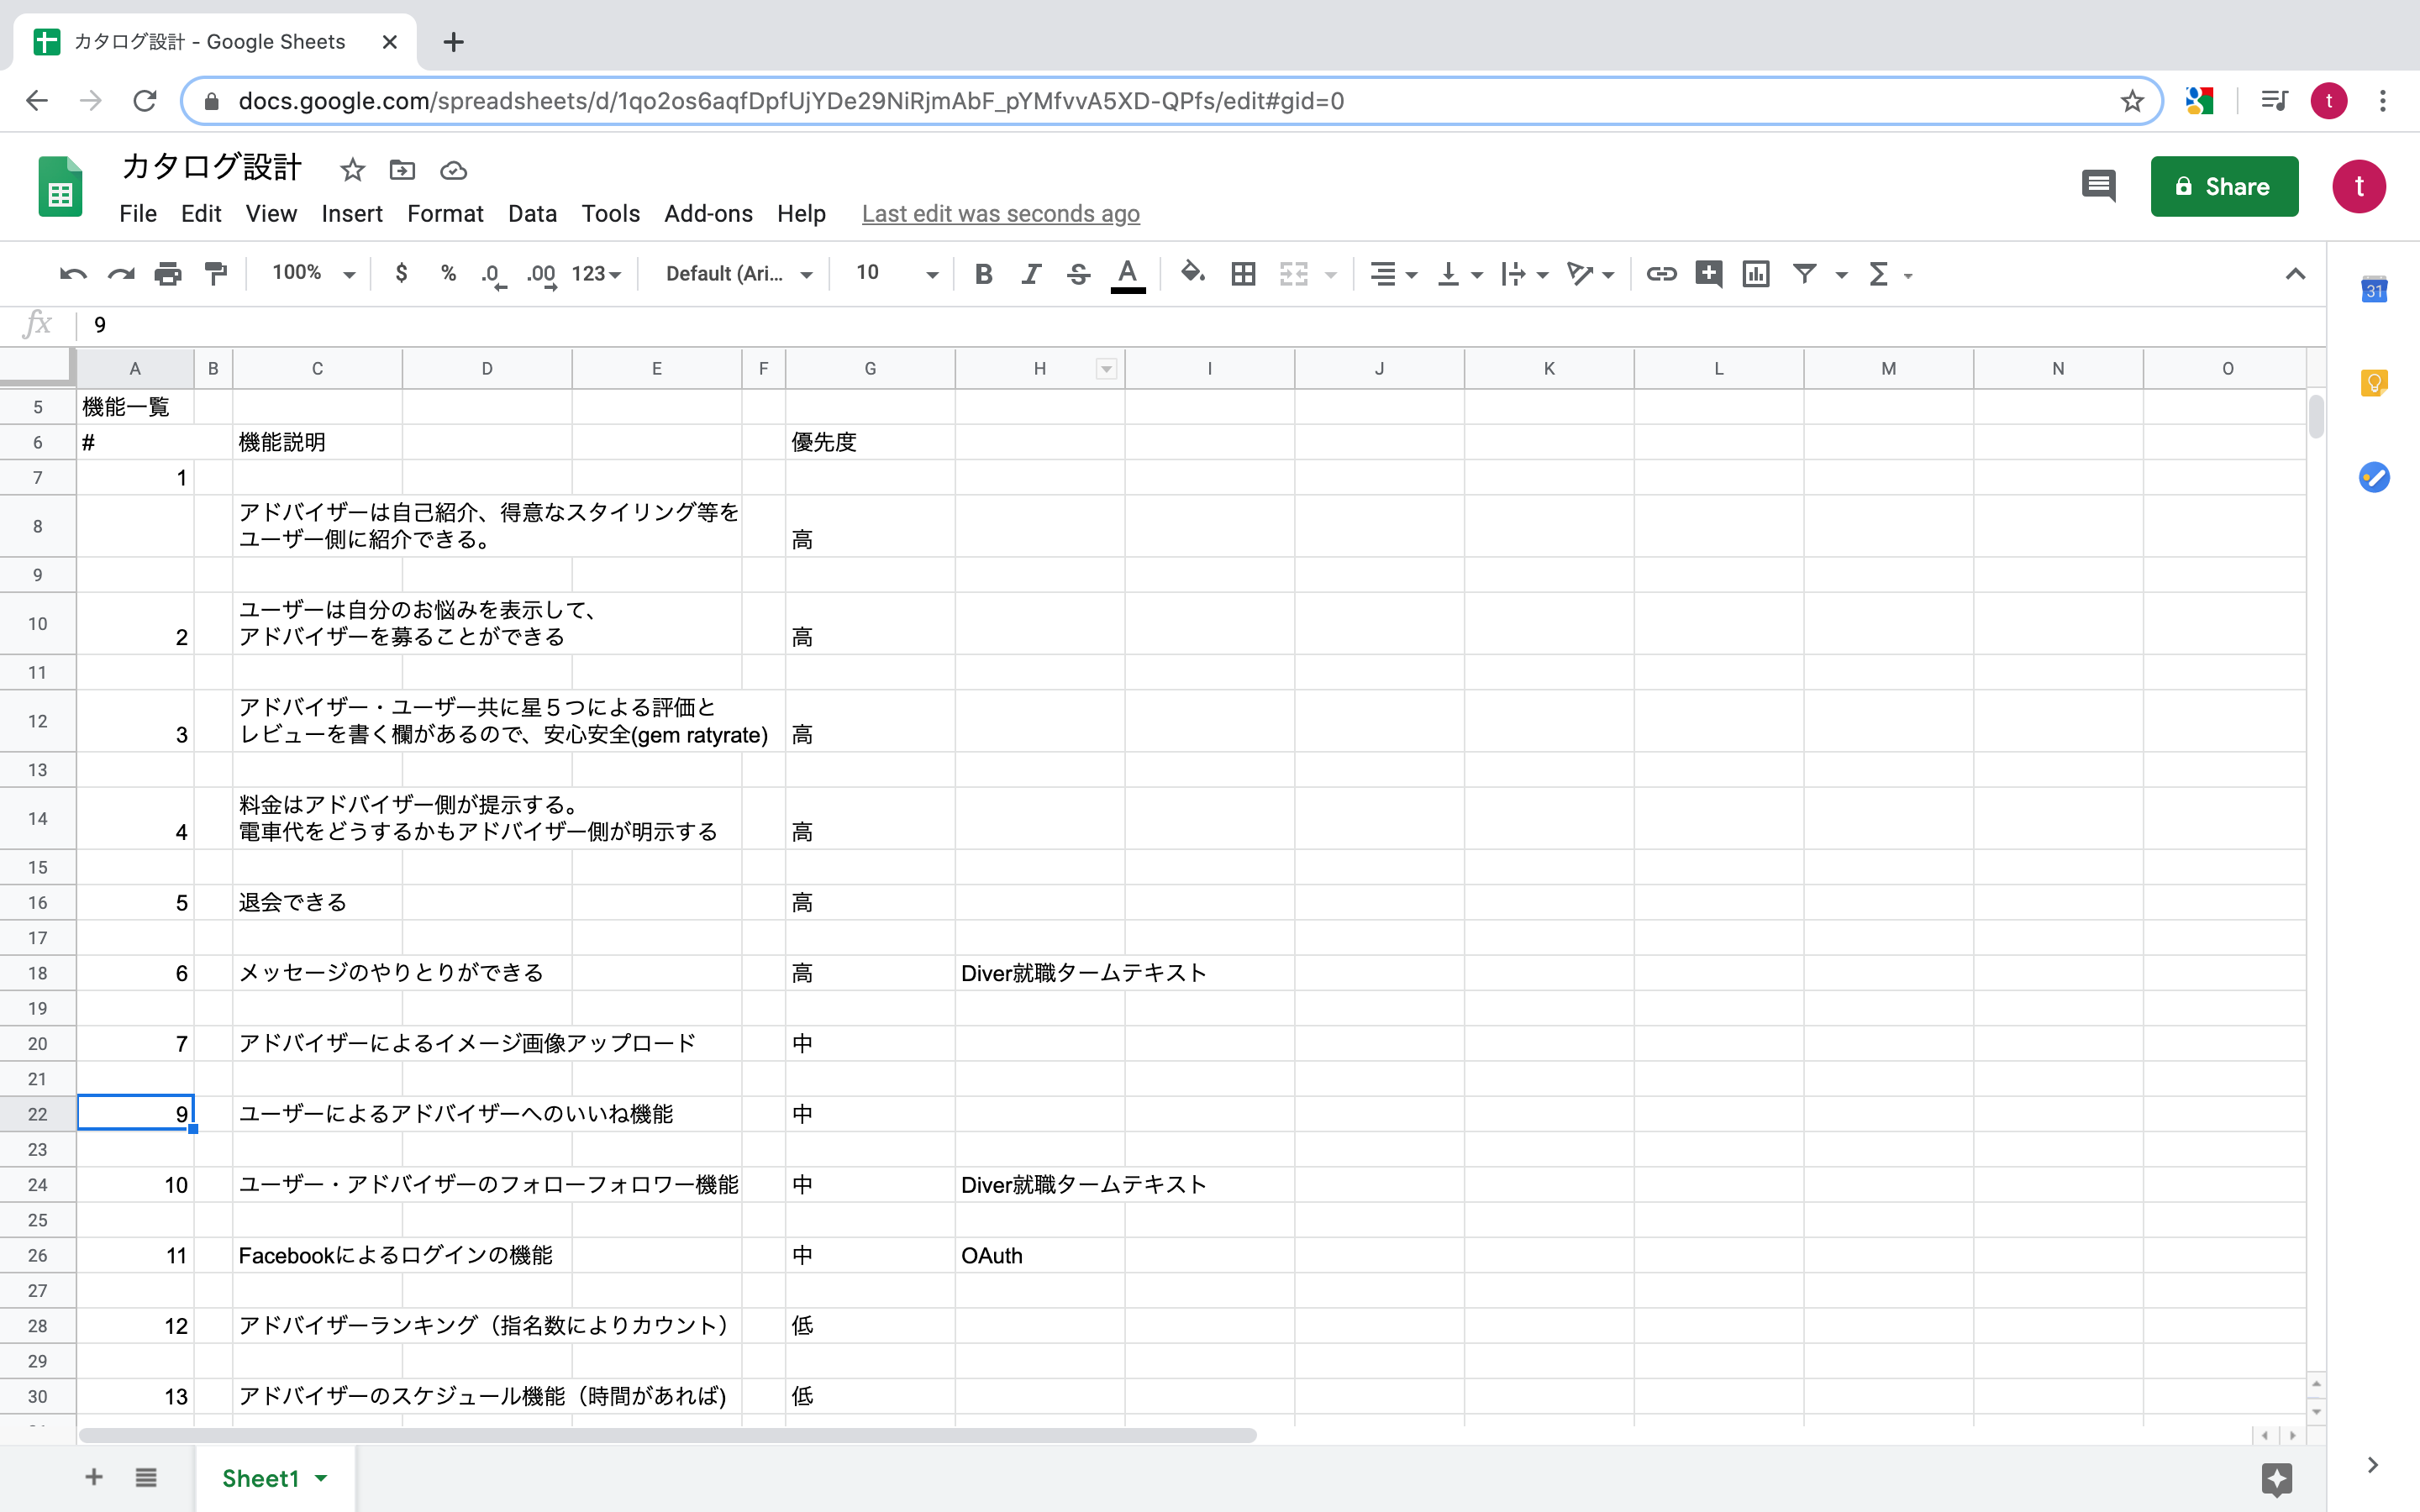 カタログ設計 - Google Sheets
docs.google.com/spreadsheets/d/1qo2os6aqfDpfUjYDe29NiRjmAbF_pYMfvvA5XD-QPfs/edit#gid=0
t
カタログ設計
File Edit View Insert Format Data Tools Add-ons Help Last edit was seconds ago
Share
t
100% $ % .0 .00 123 Default (Ari... 10 B I S A Σ
31
fx 9
A B C D E F G H I J K L M N O
5 機能一覧
6 # 機能説明 優先度
7 1
8 アドバイザーは自己紹介、得意なスタイリング等を
ユーザー側に紹介できる。 高
9
10 2 ユーザーは自分のお悩みを表示して、
アドバイザーを募ることができる 高
11
12 3 アドバイザー・ユーザー共に星５つによる評価と
レビューを書く欄があるので、安心安全(gem ratyrate) 高
13
14 4 料金はアドバイザー側が提示する。
電車代をどうするかもアドバイザー側が明示する 高
15
16 5 退会できる 高
17
18 6 メッセージのやりとりができる 高 Diver就職タームテキスト
19
20 7 アドバイザーによるイメージ画像アップロード 中
21
22 9 ユーザーによるアドバイザーへのいいね機能 中
23
24 10 ユーザー・アドバイザーのフォローフォロワー機能 中 Diver就職タームテキスト
25
26 11 Facebookによるログインの機能 中 OAuth
27
28 12 アドバイザーランキング（指名数によりカウント） 低
29
30 13 アドバイザーのスケジュール機能（時間があれば) 低
Sheet1